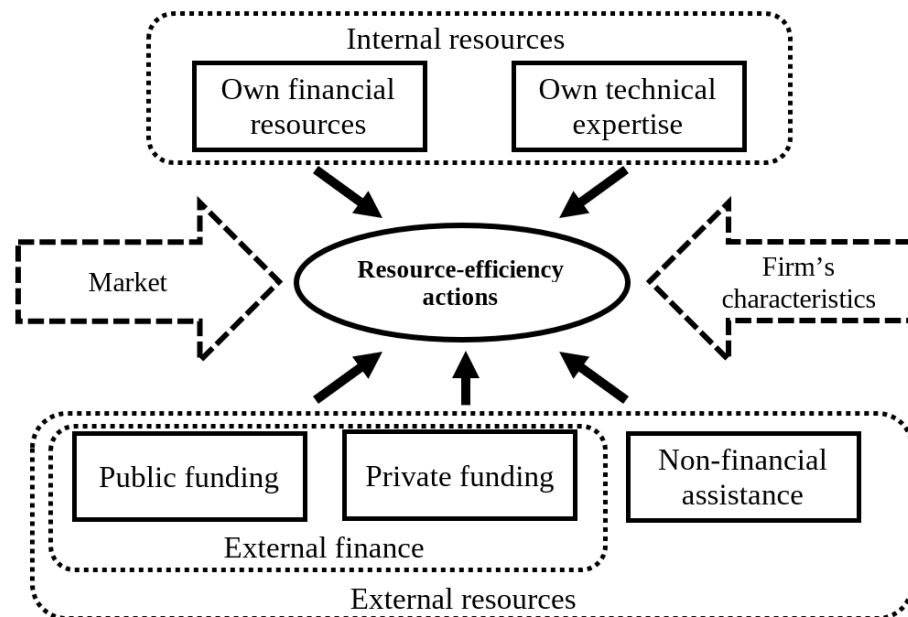 Internal resources
Own financial
resources
Own technical
expertise
Market
Resource-efficiency
actions
Firm's
characteristics
Public funding
Private funding
Non-financial
assistance
External finance
External resources